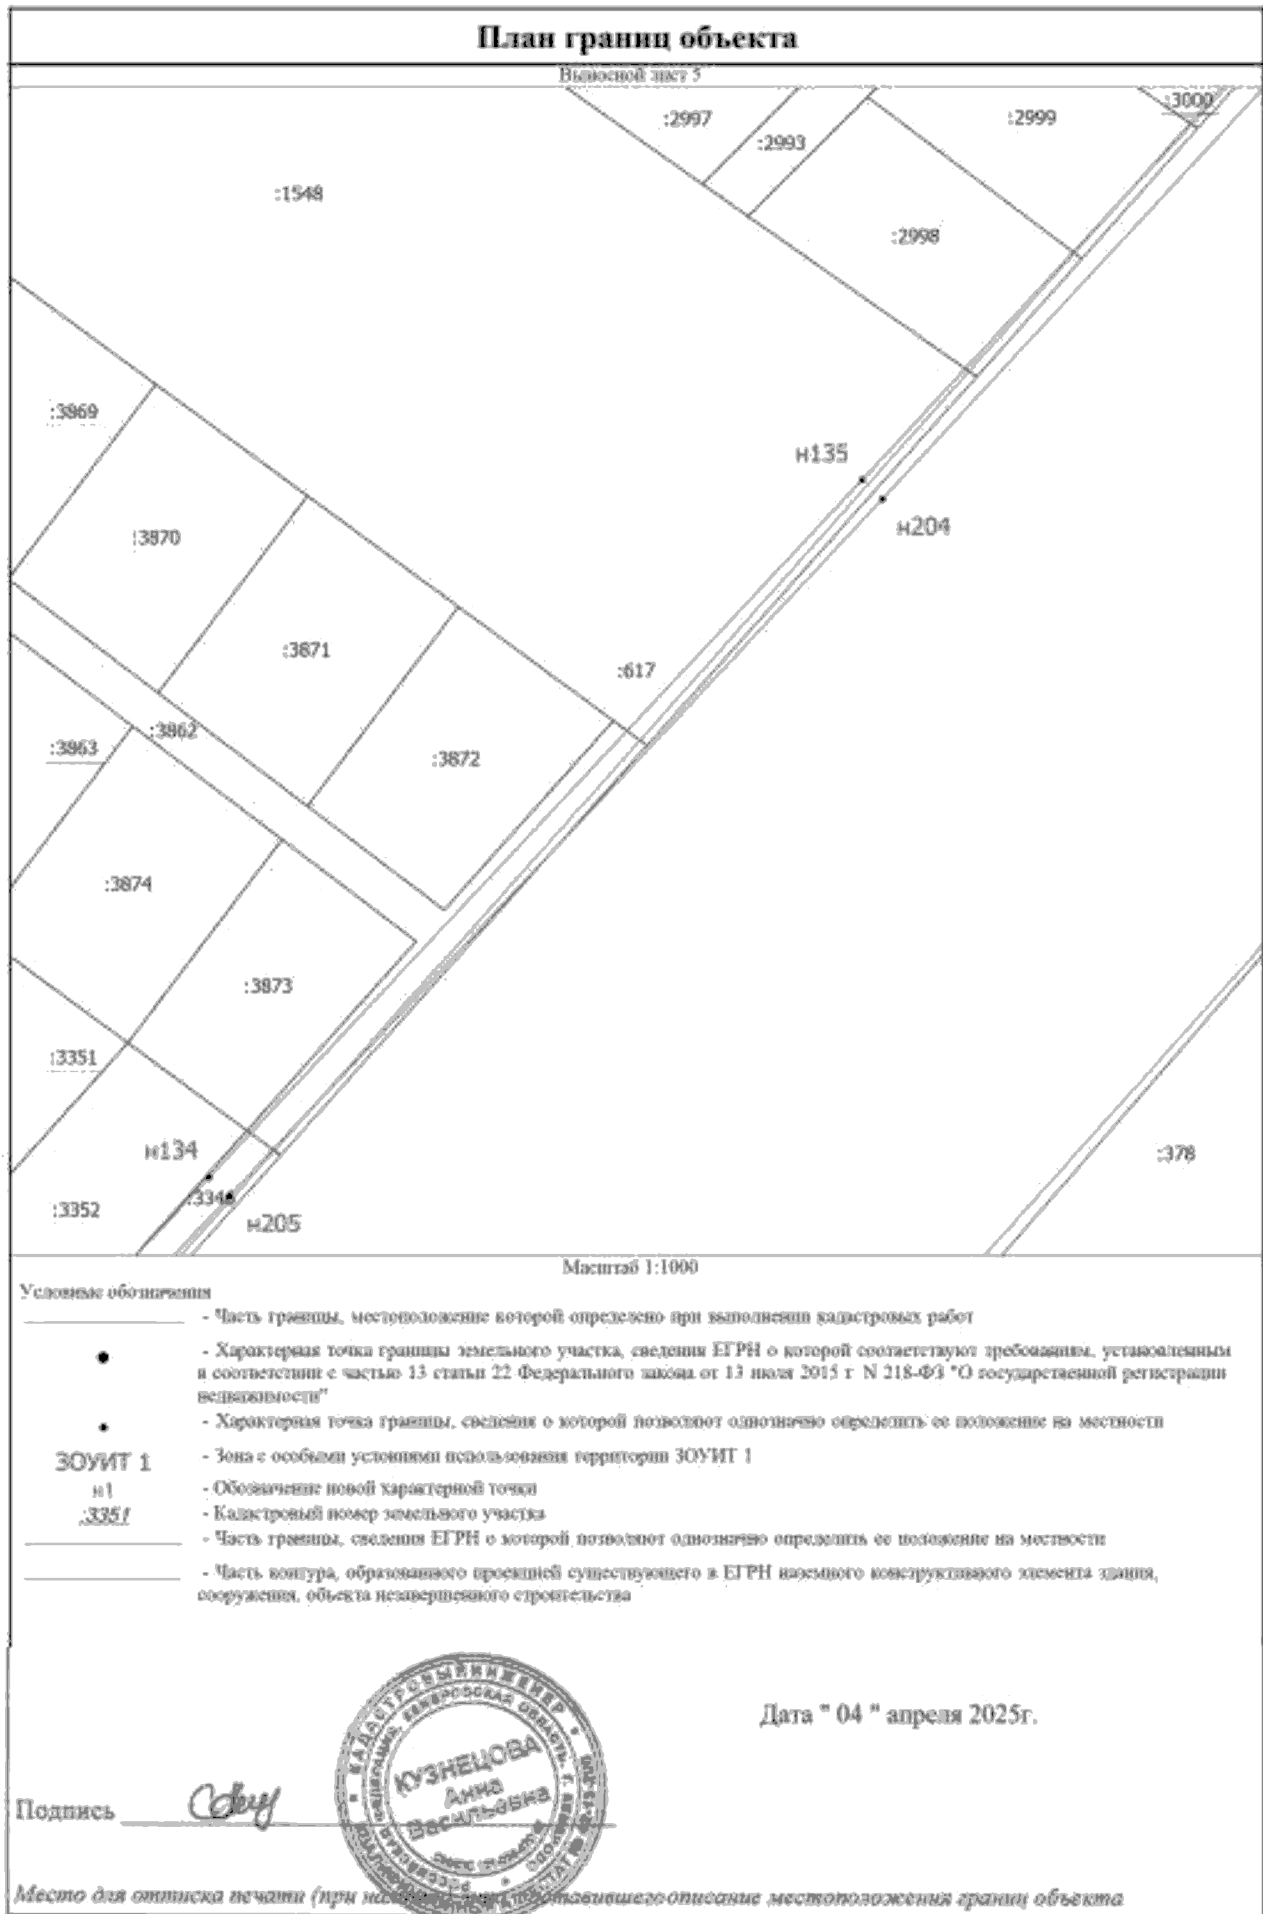 План границ объекта
Выносной лист 5
:3000
:2997
:2999
:2993
:1548
:2998
:3869
н135
н204
:3870
:3871
:617
:3862
:3863
:3872
:3874
:3873
:3351
н134
:378
:3352
н205
Масштаб 1:1000
Условные обозначения
- Часть границы, местоположение которой определено при выполнении кадастровых работ
- Характерная точка границы земельного участка, сведения ЕГРН о которой соответствуют требованиям, установленным
в соответствии с частью 13 статьи 22 Федерального закона от 13 июля 2015 г N 218-ФЗ "О государственной регистрации
недвижимости"
- Характерная точка границы, сведения о которой позволяют однозначно определить ее положение на местности
ЗОУИТ 1 - Зона с особыми условиями использования территории ЗОУИТ 1
н1 - Обозначение новой характерной точки
:3351 - Кадастровый номер земельного участка
- Часть границы, сведения ЕГРН о которой позволяют однозначно определить ее положение на местности
- Часть контура, образованного проекцией существующего в ЕГРН наземного конструктивного элемента здания,
сооружения, объекта незавершенного строительства
Дата " 04 " апреля 2025г.
КАДАСТРОВЫЙ ИНЖЕНЕР
КУЗНЕЦОВА
Анна
Васильевна
Подпись
Место для оттиска печати (при описание местоположения границ объекта